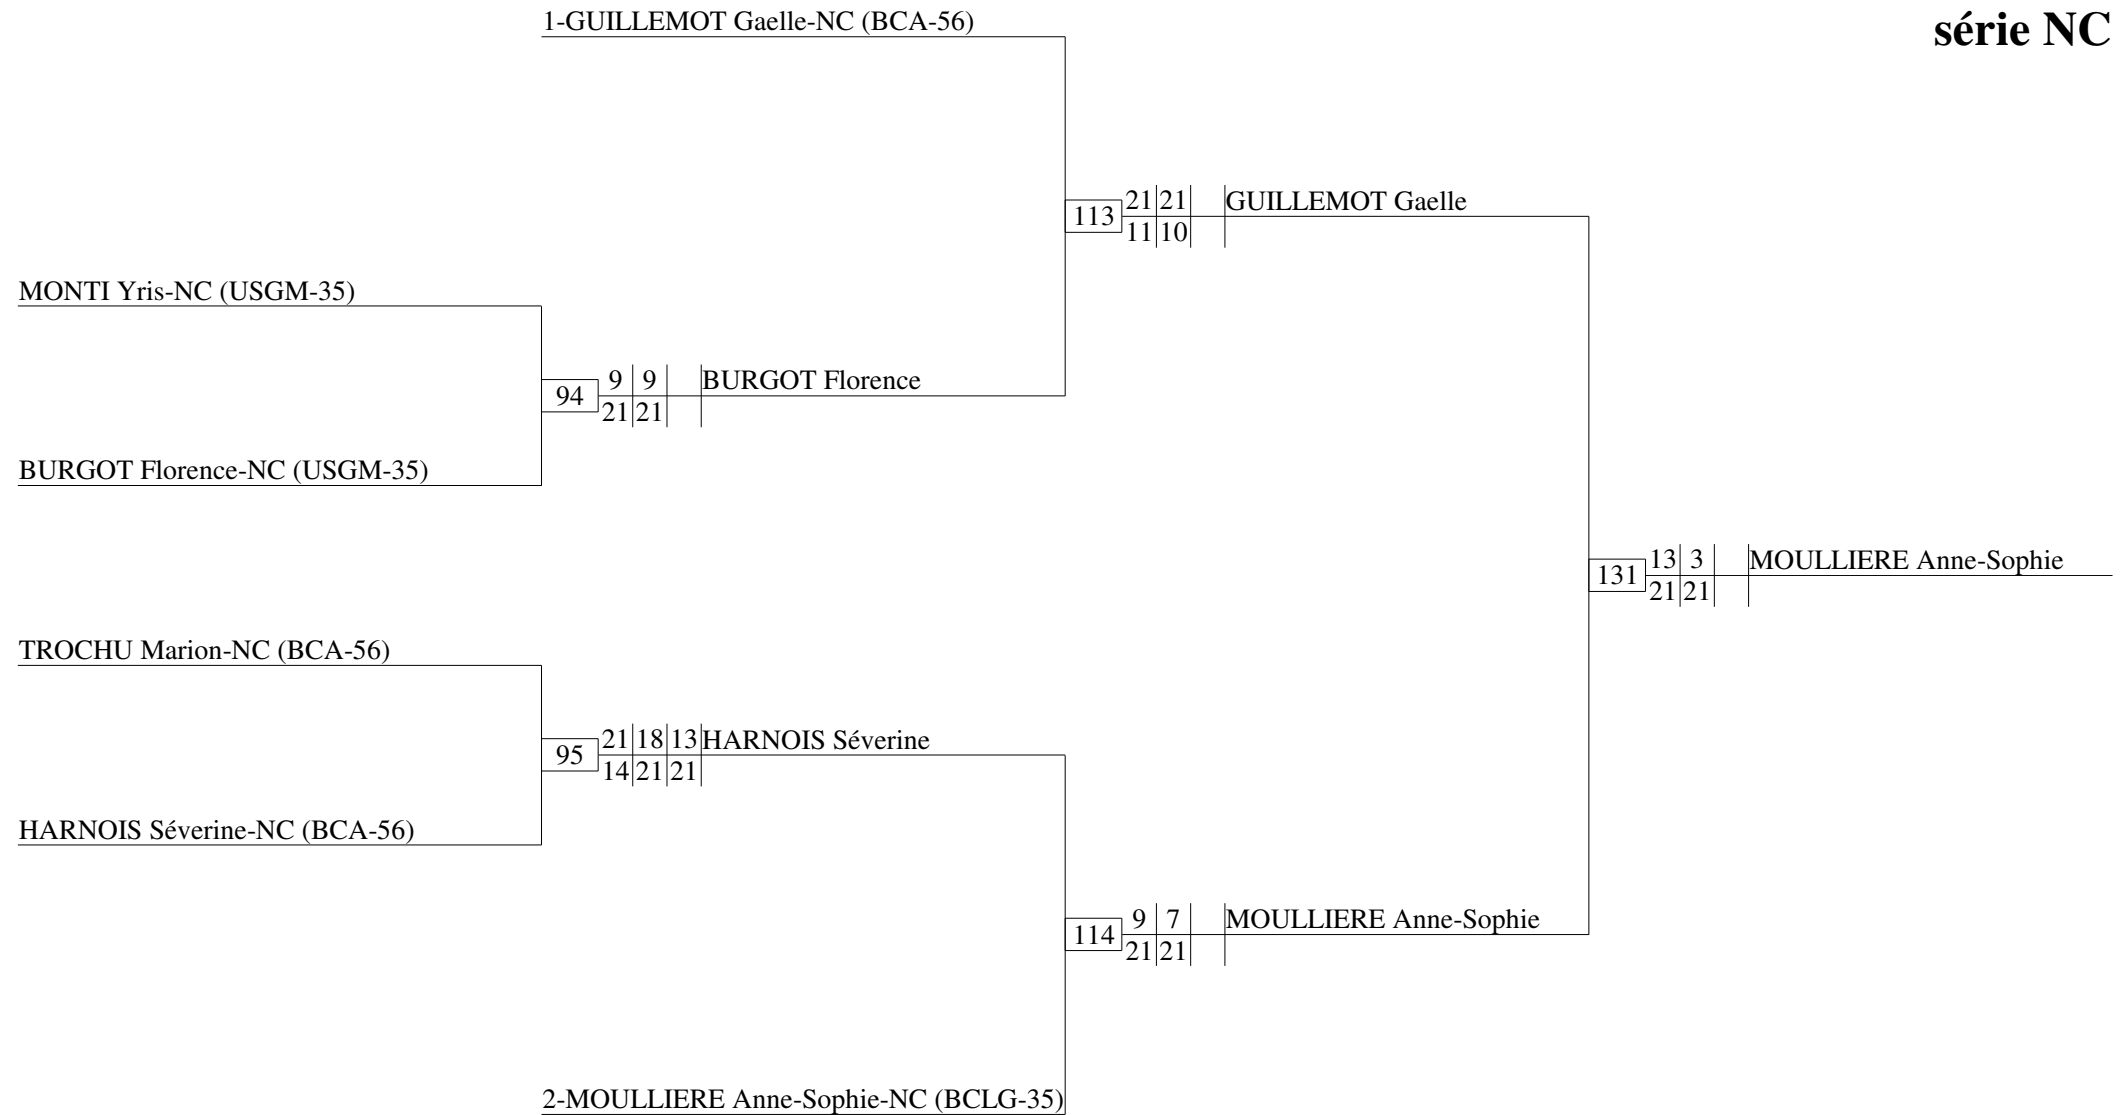 1-GUILLEMOT Gaelle-NC (BCA-56)
série NC
113 21 21 GUILLEMOT Gaelle
11 10
MONTI Yris-NC (USGM-35)
94 9 9 BURGOT Florence
21 21
BURGOT Florence-NC (USGM-35)
131 13 3 MOULLIERE Anne-Sophie
21 21
TROCHU Marion-NC (BCA-56)
95 21 18 13 HARNOIS Séverine
14 21 21
HARNOIS Séverine-NC (BCA-56)
114 9 7 MOULLIERE Anne-Sophie
21 21
2-MOULLIERE Anne-Sophie-NC (BCLG-35)